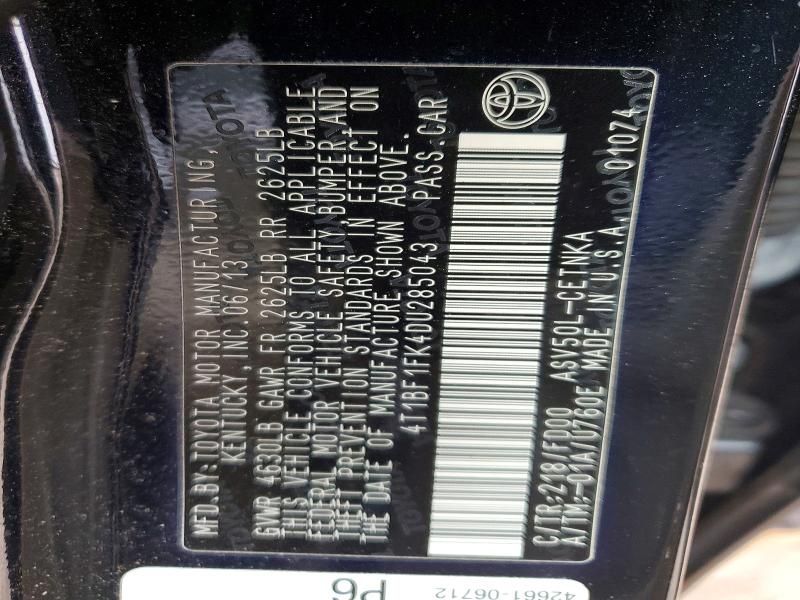 MFD.BY:TOYOTA MOTOR MANUFACTURING,
KENTUCKY,INC.06/13
GVWR 4630LB GAWR FR 2625LB RR 2625LB
THIS VEHICLE CONFORMS TO ALL APPLICABLE
FEDERAL MOTOR VEHICLE SAFETY,BUMPER,AND
THEFT PREVENTION STANDARDS IN EFFECT ON
THE DATE OF MANUFACTURE SHOWN ABOVE.
4T1BF1FK4DU285043 PASS.CAR
C/TR:218/FD00 ASV50L-CETNKA
A/TM:-01A/U760E MADE IN U.S.A. 01074
P6
42661-06712